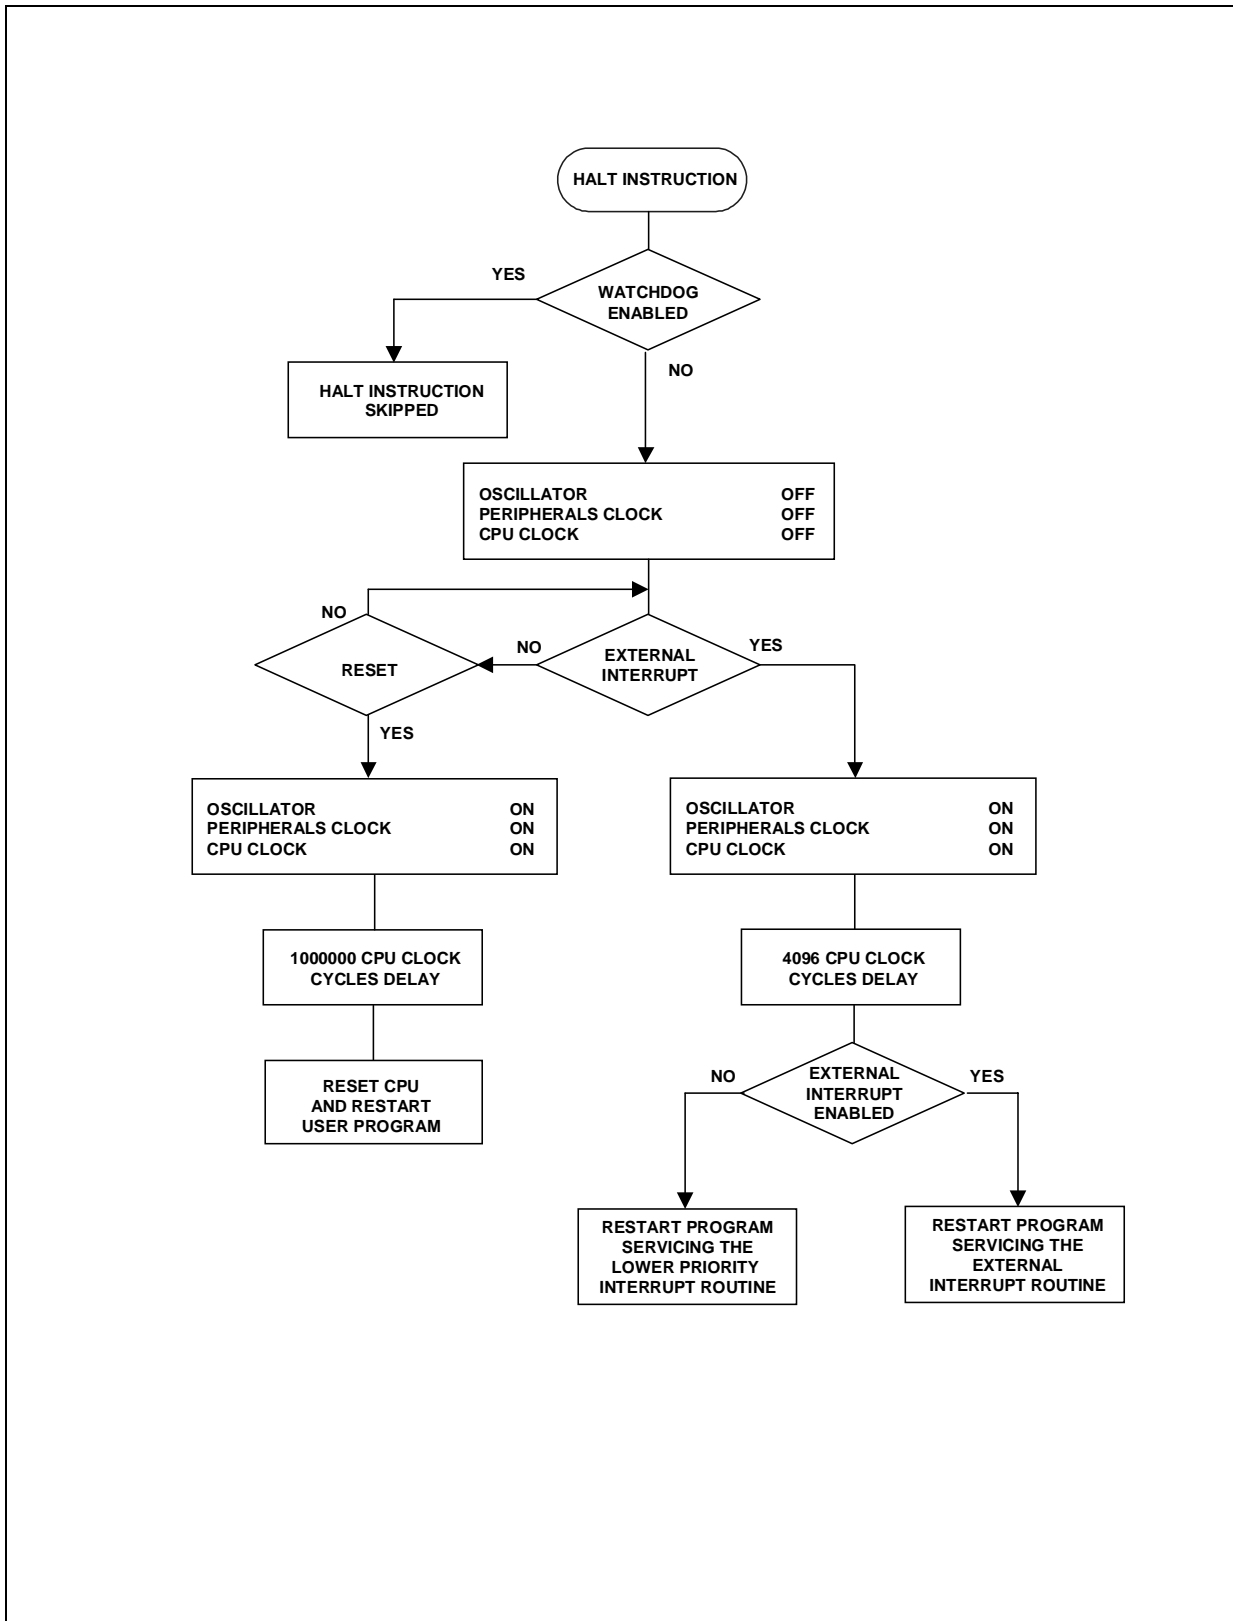 HALT INSTRUCTION
YES
WATCHDOG
ENABLED
NO
HALT INSTRUCTION
SKIPPED
OSCILLATOR OFF
PERIPHERALS CLOCK OFF
CPU CLOCK OFF
NO
RESET
NO
EXTERNAL
INTERRUPT
YES
YES
OSCILLATOR ON
PERIPHERALS CLOCK ON
CPU CLOCK ON
OSCILLATOR ON
PERIPHERALS CLOCK ON
CPU CLOCK ON
1000000 CPU CLOCK
CYCLES DELAY
4096 CPU CLOCK
CYCLES DELAY
RESET CPU
AND RESTART
USER PROGRAM
NO
EXTERNAL
INTERRUPT
ENABLED
YES
RESTART PROGRAM
SERVICING THE
LOWER PRIORITY
INTERRUPT ROUTINE
RESTART PROGRAM
SERVICING THE
EXTERNAL
INTERRUPT ROUTINE